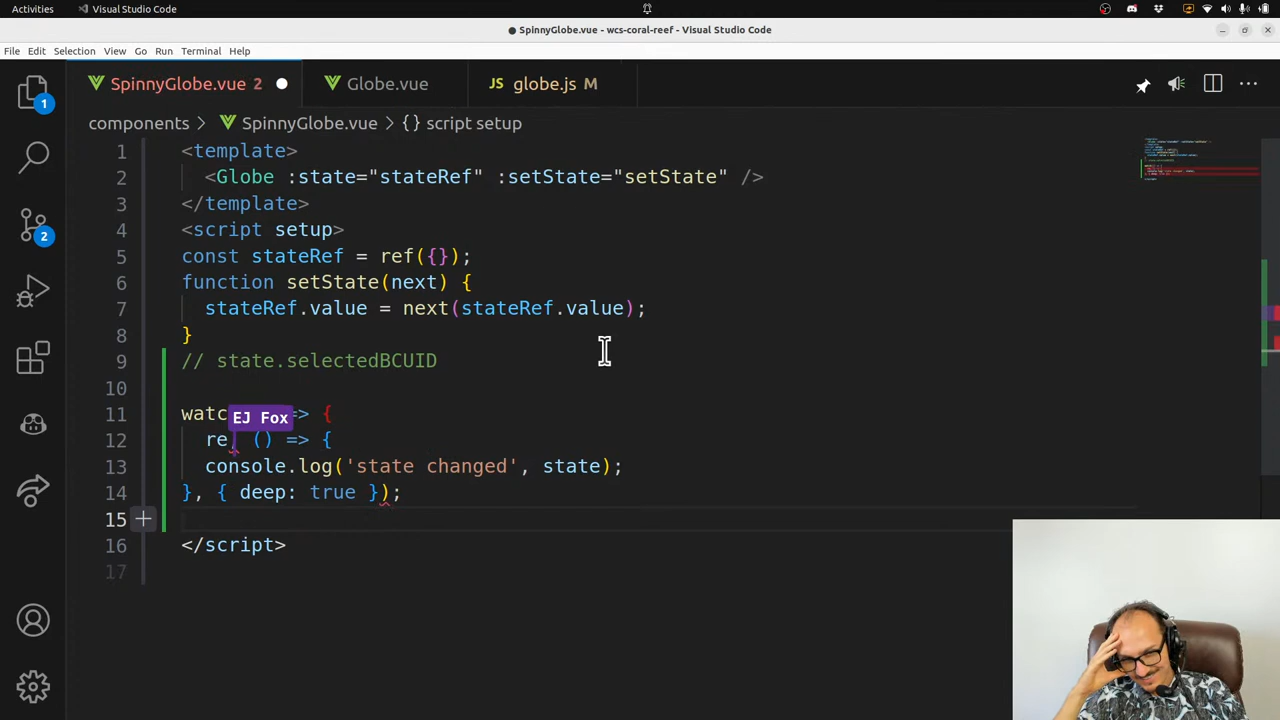 Activities
Visual Studio Code
SpinnyGlobe.vue - wcs-coral-reef - Visual Studio Code
File Edit Selection View Go Run Terminal Help
SpinnyGlobe.vue 2
Globe.vue
JS globe.js M
components > SpinnyGlobe.vue > {} script setup
1 <template>
2 <Globe :state="stateRef" :setState="setState" />
3 </template>
4 <script setup>
5 const stateRef = ref({});
6 function setState(next) {
7 stateRef.value = next(stateRef.value);
8 }
9 // state.selectedBCUID
10
11 watc => {
EJ Fox
12 re, () => {
13 console.log('state changed', state);
14 }, { deep: true });
15
16 </script>
17
1
2